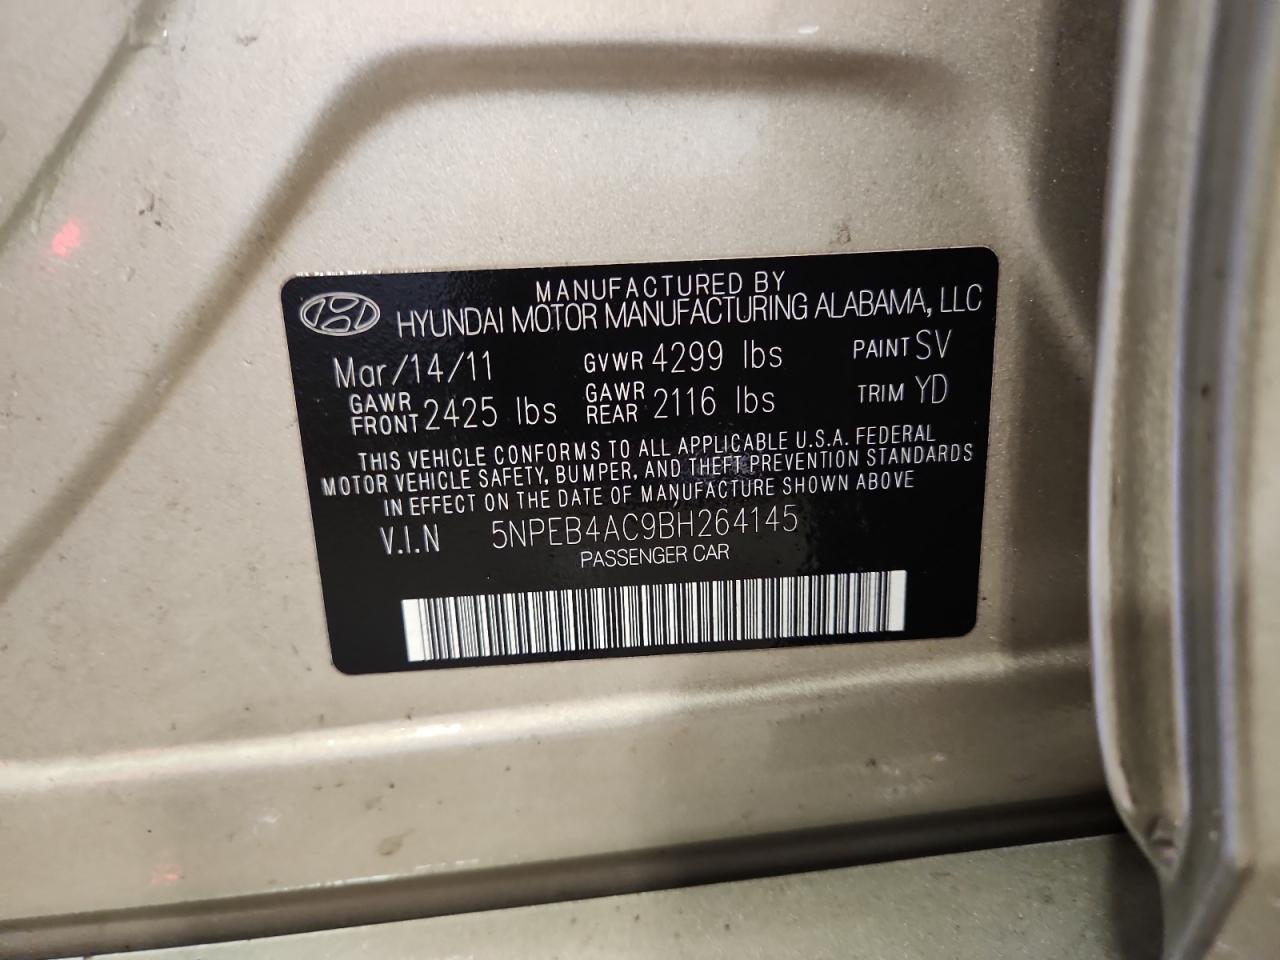 MANUFACTURED BY
HYUNDAI MOTOR MANUFACTURING ALABAMA, LLC
Mar/14/11 GVWR 4299 lbs PAINT SV
GAWR FRONT 2425 lbs GAWR REAR 2116 lbs TRIM YD
THIS VEHICLE CONFORMS TO ALL APPLICABLE U.S.A. FEDERAL
MOTOR VEHICLE SAFETY, BUMPER, AND THEFT PREVENTION STANDARDS
IN EFFECT ON THE DATE OF MANUFACTURE SHOWN ABOVE
V.I.N 5NPEB4AC9BH264145
PASSENGER CAR